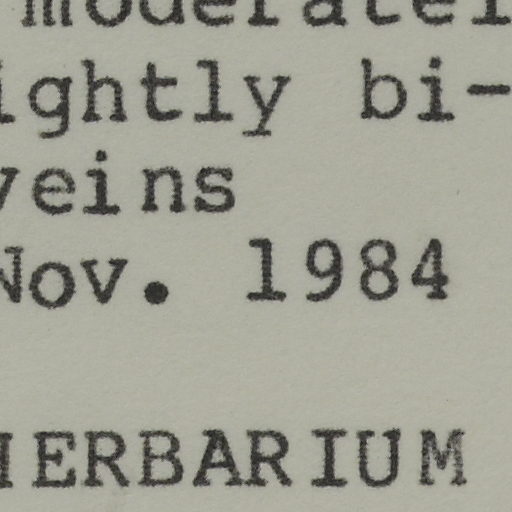 moderatel
ightly bi-
veins
Nov. 1984
HERBARIUM